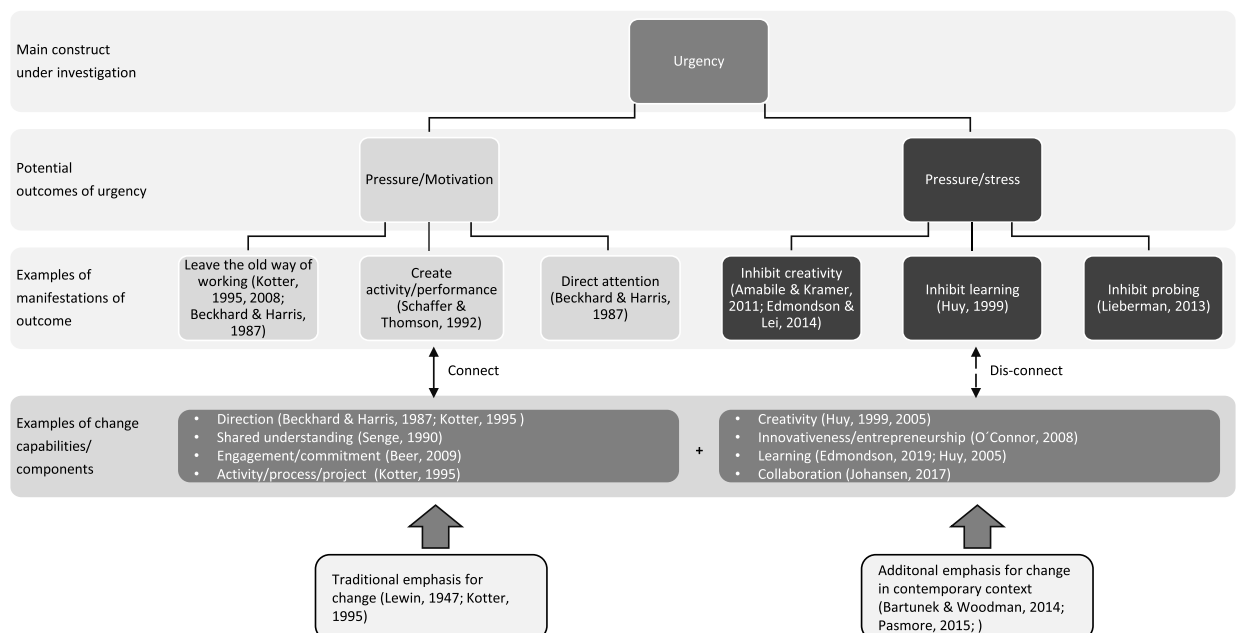 Main construct
under investigation
Urgency
Potential
outcomes of urgency
Pressure/Motivation
Pressure/stress
Examples of
manifestations of
outcome
Leave the old way of
working (Kotter,
1995, 2008;
Beckhard & Harris,
1987)
Create
activity/performance
(Schaffer &
Thomson, 1992)
Direct attention
(Beckhard & Harris,
1987)
Inhibit creativity
(Amabile & Kramer,
2011; Edmondson &
Lei, 2014)
Inhibit learning
(Huy, 1999)
Inhibit probing
(Lieberman, 2013)
Connect
Dis-connect
Examples of change
capabilities/
components
• Direction (Beckhard & Harris, 1987; Kotter, 1995 )
• Shared understanding (Senge, 1990)
• Engagement/commitment (Beer, 2009)
• Activity/process/project (Kotter, 1995)
+
• Creativity (Huy, 1999, 2005)
• Innovativeness/entrepreneurship (O´Connor, 2008)
• Learning (Edmondson, 2019; Huy, 2005)
• Collaboration (Johansen, 2017)
Traditional emphasis for
change (Lewin, 1947; Kotter,
1995)
Additonal emphasis for change
in contemporary context
(Bartunek & Woodman, 2014;
Pasmore, 2015; )